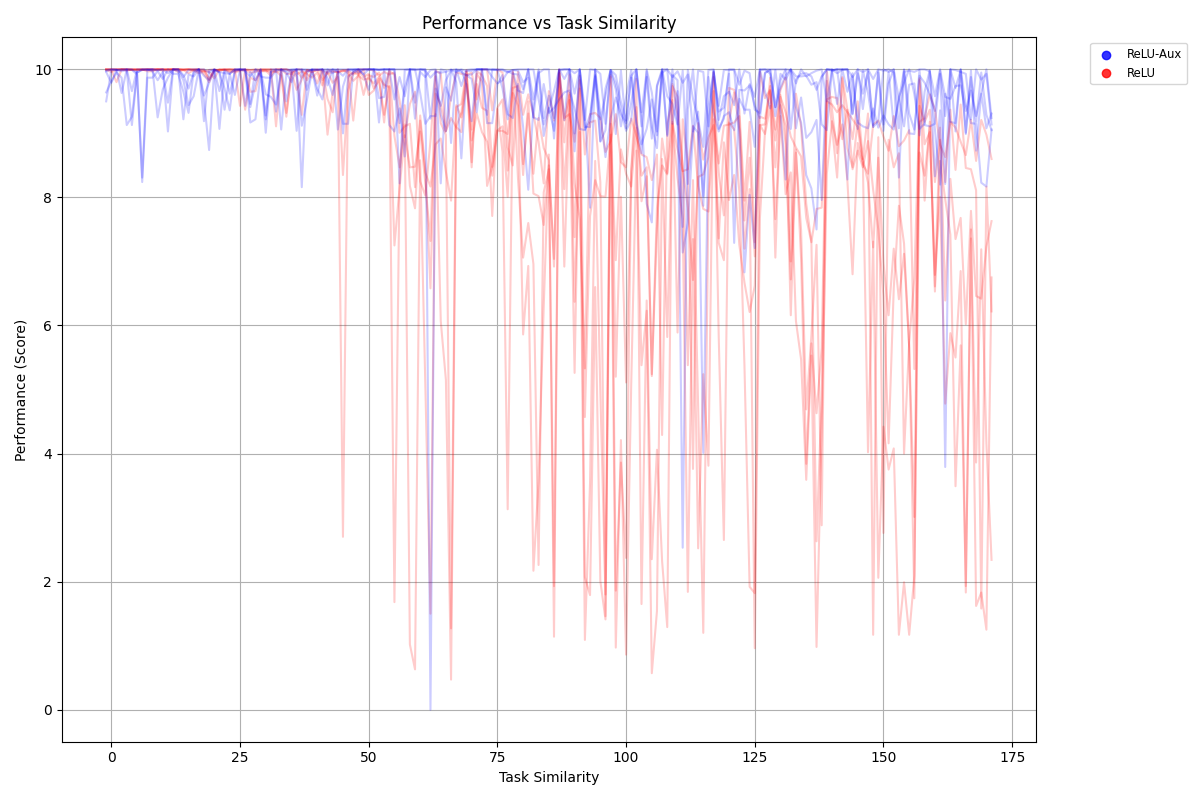 Performance vs Task Similarity
ReLU-Aux
ReLU
10
8
6
4
2
0
Performance (Score)
0
25
50
75
100
125
150
175
Task Similarity